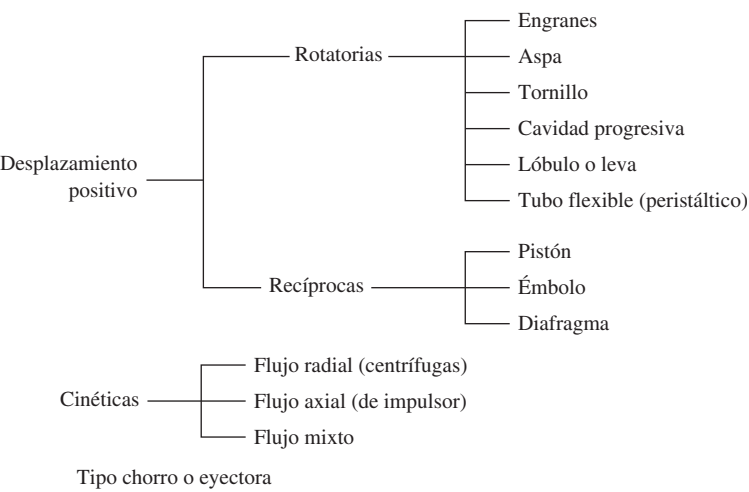 Desplazamiento
positivo
Rotatorias
Engranes
Aspa
Tornillo
Cavidad progresiva
Lóbulo o leva
Tubo flexible (peristáltico)
Recíprocas
Pistón
Émbolo
Diafragma
Cinéticas
Flujo radial (centrífugas)
Flujo axial (de impulsor)
Flujo mixto
Tipo chorro o eyectora